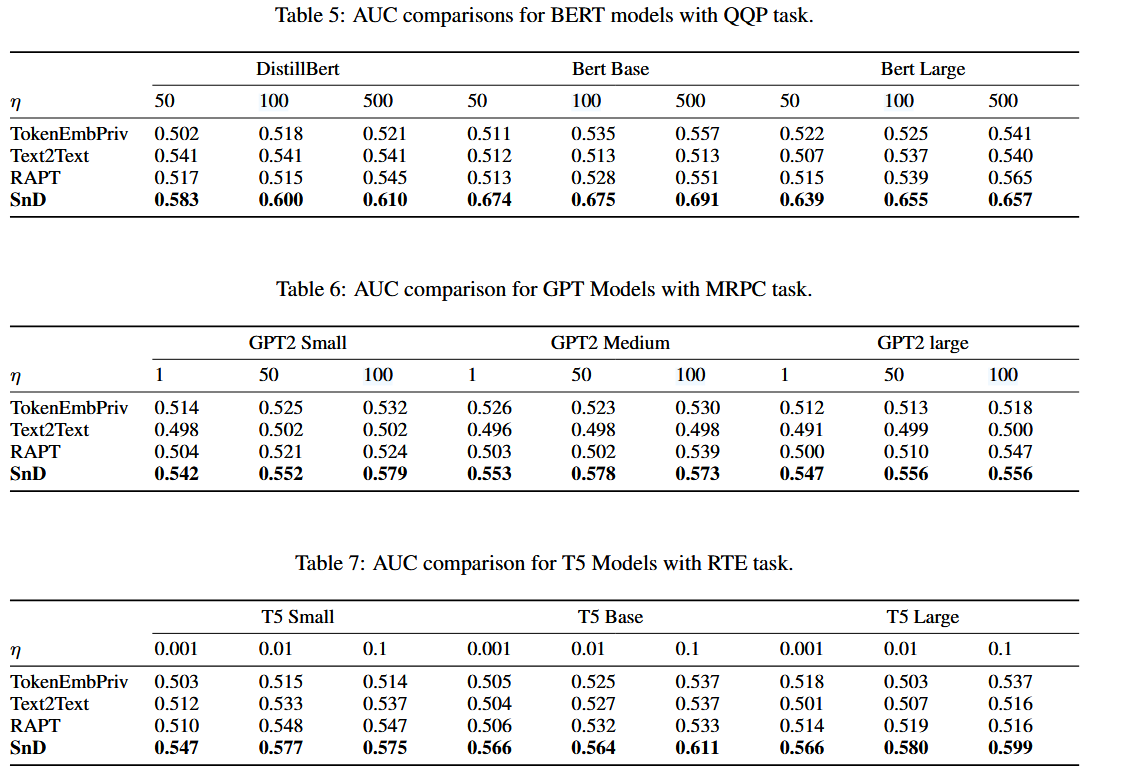 Table 5: AUC comparisons for BERT models with QQP task.
DistillBert Bert Base Bert Large
η 50 100 500 50 100 500 50 100 500
TokenEmbPriv 0.502 0.518 0.521 0.511 0.535 0.557 0.522 0.525 0.541
Text2Text 0.541 0.541 0.541 0.512 0.513 0.513 0.507 0.537 0.540
RAPT 0.517 0.515 0.545 0.513 0.528 0.551 0.515 0.539 0.565
SnD 0.583 0.600 0.610 0.674 0.675 0.691 0.639 0.655 0.657
Table 6: AUC comparison for GPT Models with MRPC task.
GPT2 Small GPT2 Medium GPT2 large
η 1 50 100 1 50 100 1 50 100
TokenEmbPriv 0.514 0.525 0.532 0.526 0.523 0.530 0.512 0.513 0.518
Text2Text 0.498 0.502 0.502 0.496 0.498 0.498 0.491 0.499 0.500
RAPT 0.504 0.521 0.524 0.503 0.502 0.539 0.500 0.510 0.547
SnD 0.542 0.552 0.579 0.553 0.578 0.573 0.547 0.556 0.556
Table 7: AUC comparison for T5 Models with RTE task.
T5 Small T5 Base T5 Large
η 0.001 0.01 0.1 0.001 0.01 0.1 0.001 0.01 0.1
TokenEmbPriv 0.503 0.515 0.514 0.505 0.525 0.537 0.518 0.503 0.537
Text2Text 0.512 0.533 0.537 0.504 0.527 0.537 0.501 0.507 0.516
RAPT 0.510 0.548 0.547 0.506 0.532 0.533 0.514 0.519 0.516
SnD 0.547 0.577 0.575 0.566 0.564 0.611 0.566 0.580 0.599